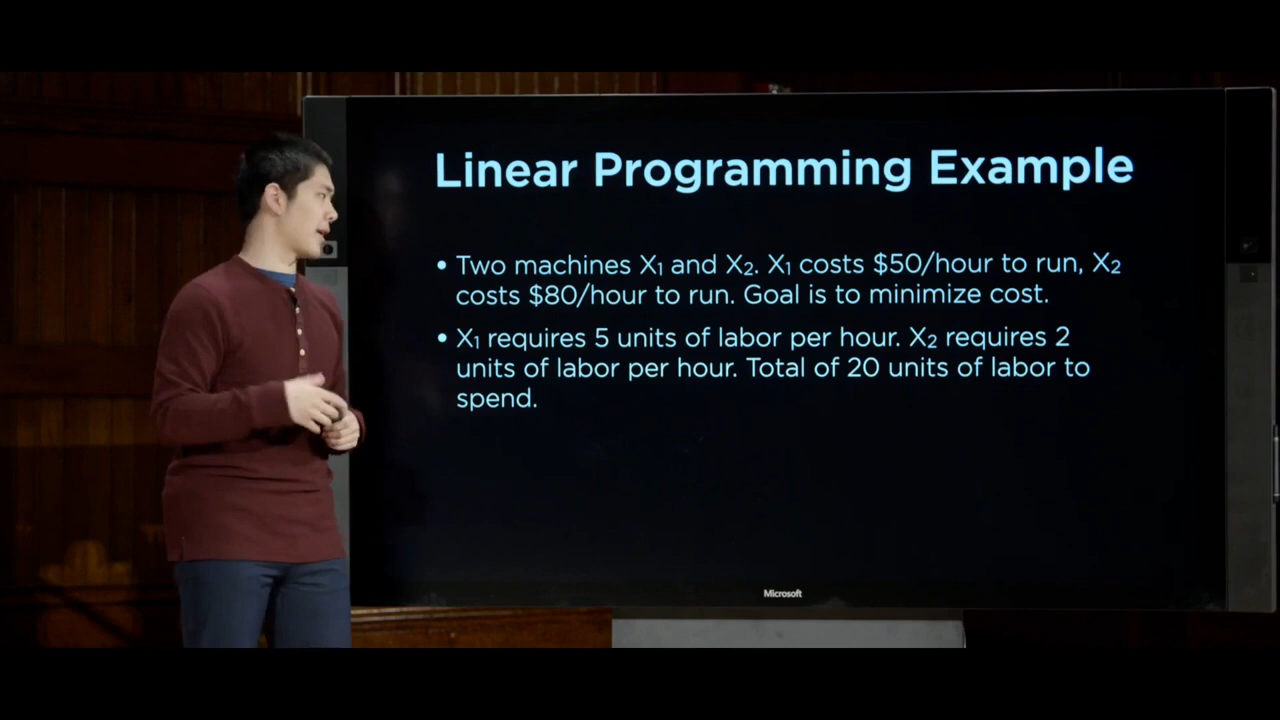 Linear Programming Example
• Two machines X₁ and X₂. X₁ costs $50/hour to run, X₂
costs $80/hour to run. Goal is to minimize cost.
• X₁ requires 5 units of labor per hour. X₂ requires 2
units of labor per hour. Total of 20 units of labor to
spend.
Microsoft